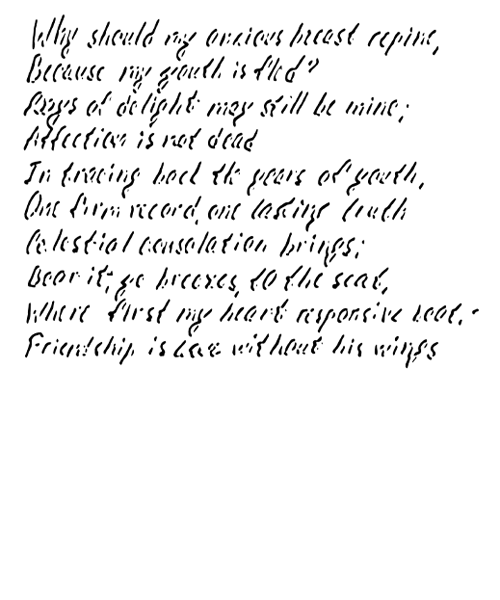 Why should my anxious breast repine,
Because my youth is fled?
Days of delight may still be mine;
Affection is not dead
In tracing back the years of youth,
One firm record, one lasting truth
Celestial consolation brings;
Bear it, ye breezes, to the seat,
Where first my heart responsive beat,-
Friendship is Love without his wings